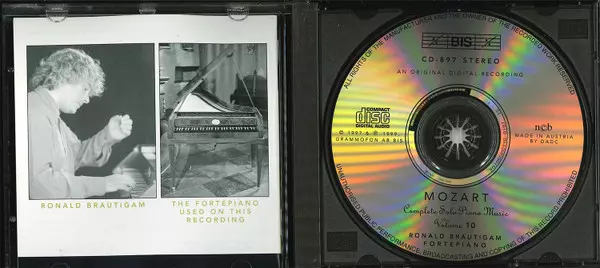 RONALD BRAUTIGAM
THE FORTEPIANO
USED ON THIS
RECORDING
ALL RIGHTS OF THE MANUFACTURER AND THE OWNER OF THE RECORDED WORK RESERVED.
BIS
CD-897 STEREO
AN ORIGINAL DIGITAL RECORDING
COMPACT
disc
DIGITAL AUDIO
© 1997 & ℗ 1999,
GRAMMOFON AB BIS
ncb
MADE IN AUSTRIA
BY DADC
MOZART
Complete Solo Piano Music
Volume 10
RONALD BRAUTIGAM
FORTEPIANO
UNAUTHORISED PUBLIC PERFORMANCE, BROADCASTING AND COPYING OF THIS RECORD PROHIBITED